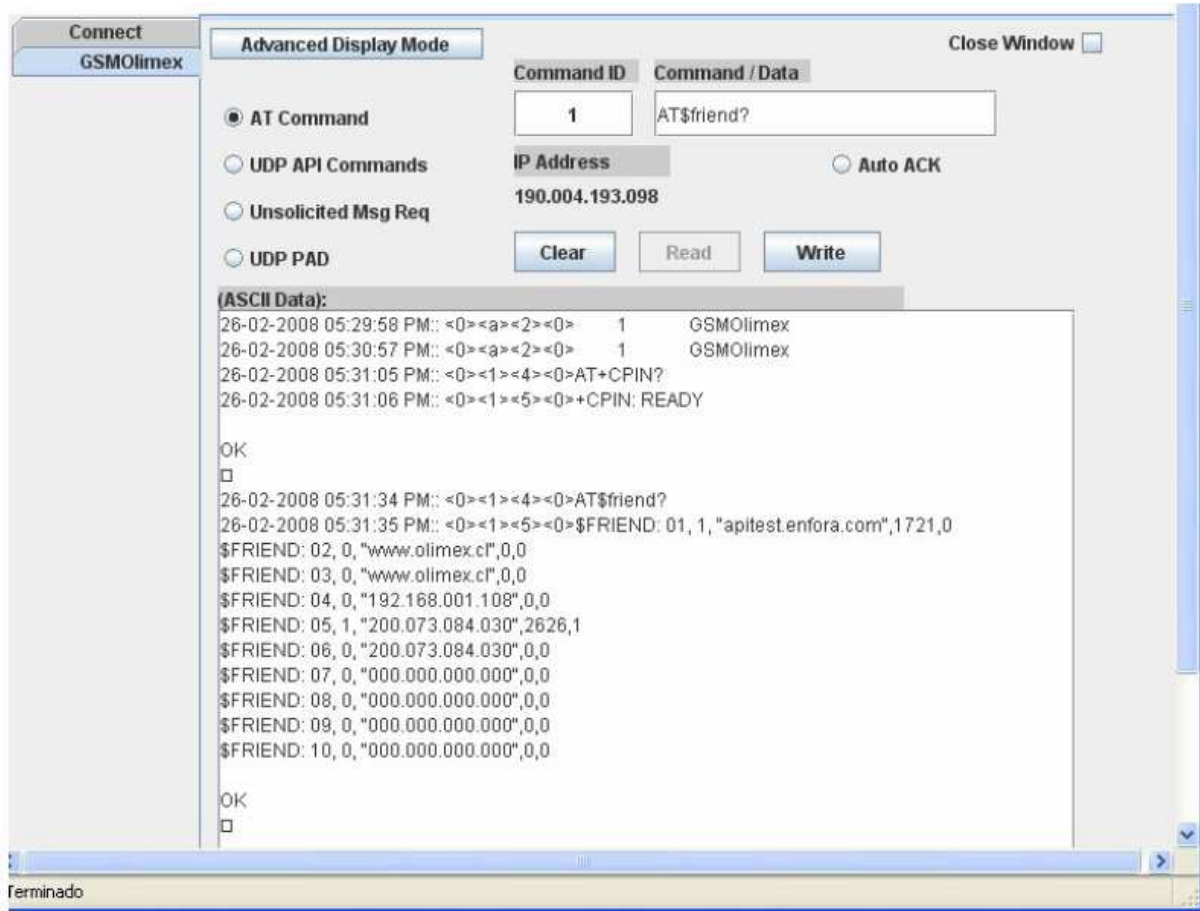 Connect
GSMOlimex
Advanced Display Mode
Close Window
Command ID Command / Data
AT Command
1 AT$friend?
UDP API Commands
IP Address
Auto ACK
190.004.193.098
Unsolicited Msg Req
UDP PAD
Clear Read Write
(ASCII Data):
26-02-2008 05:29:58 PM:: <0><a><2><0> 1 GSMOlimex
26-02-2008 05:30:57 PM:: <0><a><2><0> 1 GSMOlimex
26-02-2008 05:31:05 PM:: <0><1><4><0>AT+CPIN?
26-02-2008 05:31:06 PM:: <0><1><5><0>+CPIN: READY
OK
26-02-2008 05:31:34 PM:: <0><1><4><0>AT$friend?
26-02-2008 05:31:35 PM:: <0><1><5><0>$FRIEND: 01, 1, "apitest.enfora.com",1721,0
$FRIEND: 02, 0, "www.olimex.cl",0,0
$FRIEND: 03, 0, "www.olimex.cl",0,0
$FRIEND: 04, 0, "192.168.001.108",0,0
$FRIEND: 05, 1, "200.073.084.030",2626,1
$FRIEND: 06, 0, "200.073.084.030",0,0
$FRIEND: 07, 0, "000.000.000.000",0,0
$FRIEND: 08, 0, "000.000.000.000",0,0
$FRIEND: 09, 0, "000.000.000.000",0,0
$FRIEND: 10, 0, "000.000.000.000",0,0
OK
Terminado